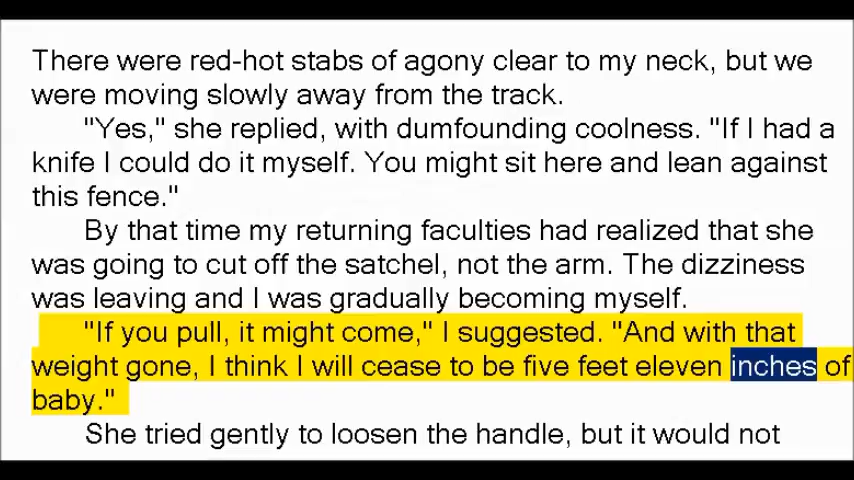 There were red-hot stabs of agony clear to my neck, but we
were moving slowly away from the track.
"Yes," she replied, with dumfounding coolness. "If I had a
knife I could do it myself. You might sit here and lean against
this fence."
By that time my returning faculties had realized that she
was going to cut off the satchel, not the arm. The dizziness
was leaving and I was gradually becoming myself.
"If you pull, it might come," I suggested. "And with that
weight gone, I think I will cease to be five feet eleven inches of
baby."
She tried gently to loosen the handle, but it would not